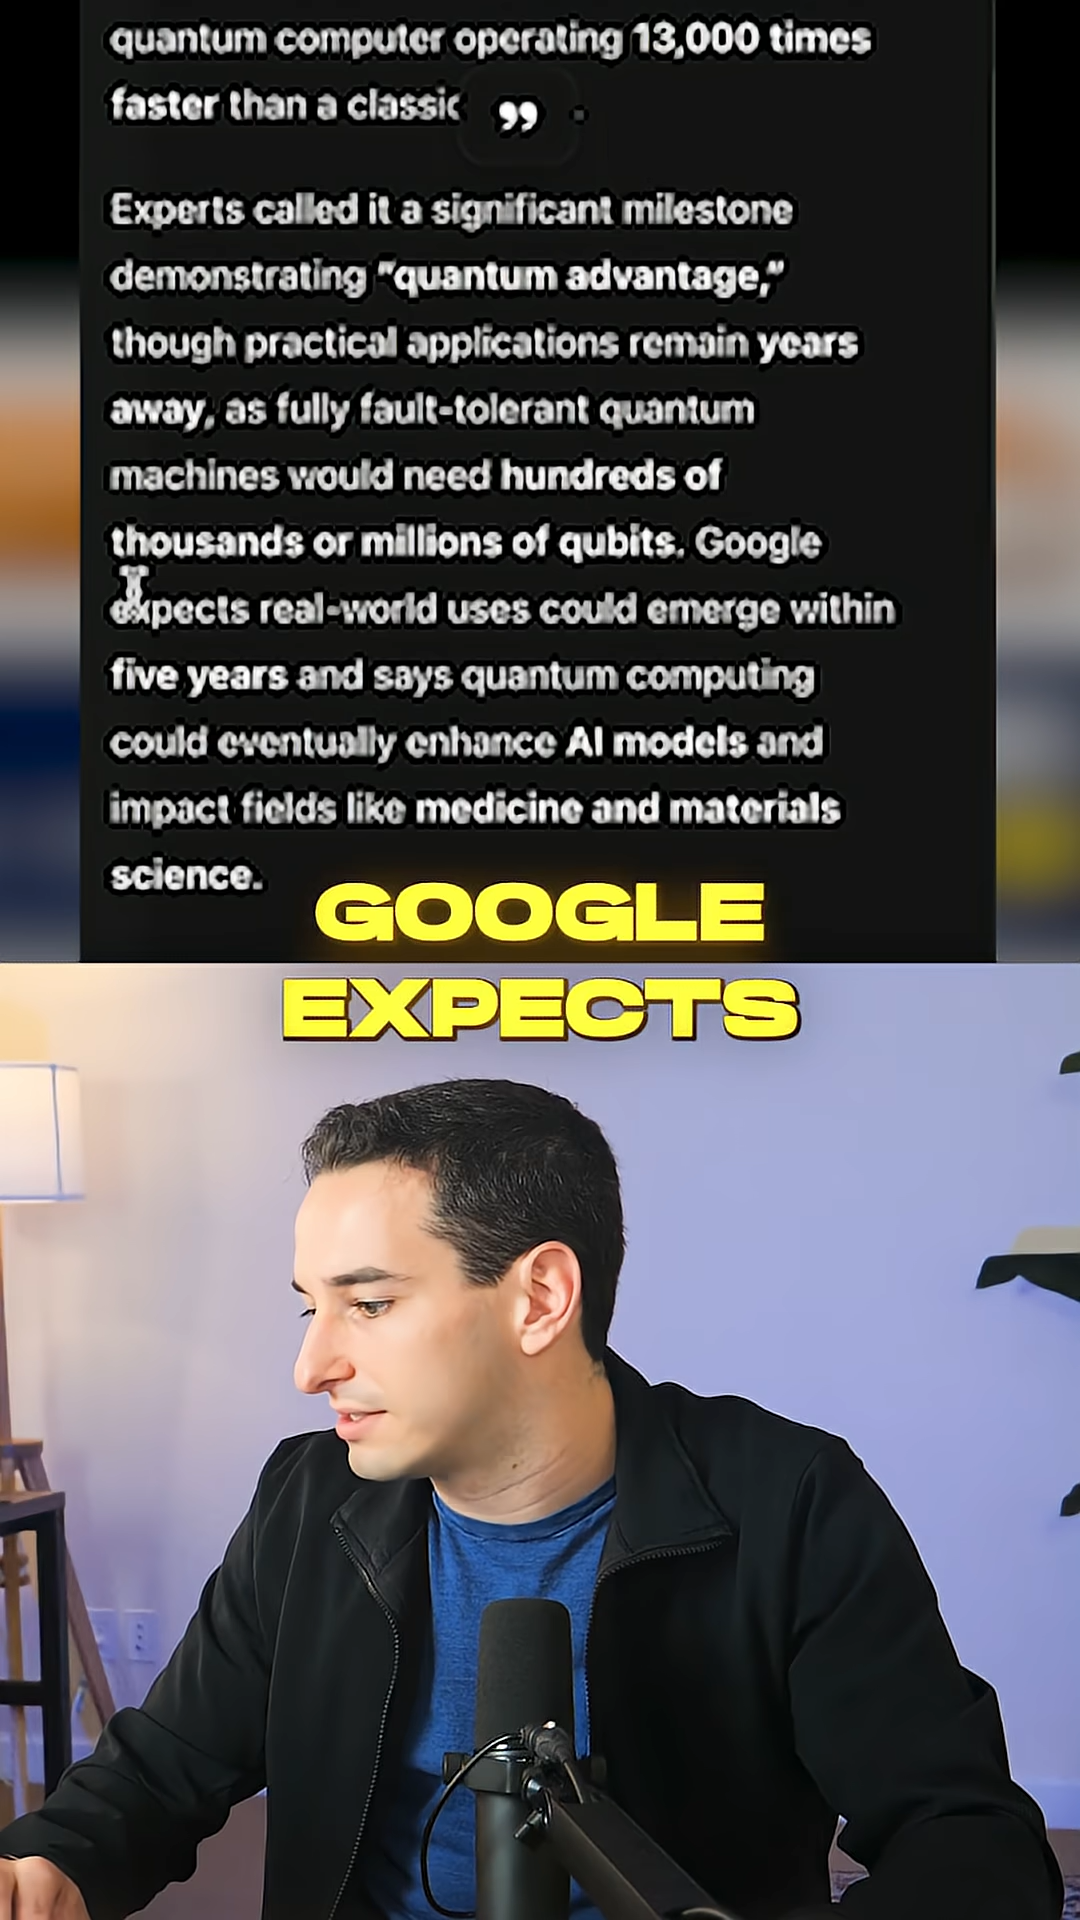 quantum computer operating 13,000 times
faster than a classic
”
Experts called it a significant milestone
demonstrating "quantum advantage,"
though practical applications remain years
away, as fully fault-tolerant quantum
machines would need hundreds of
thousands or millions of qubits. Google
expects real-world uses could emerge within
five years and says quantum computing
could eventually enhance AI models and
impact fields like medicine and materials
science.
GOOGLE
EXPECTS